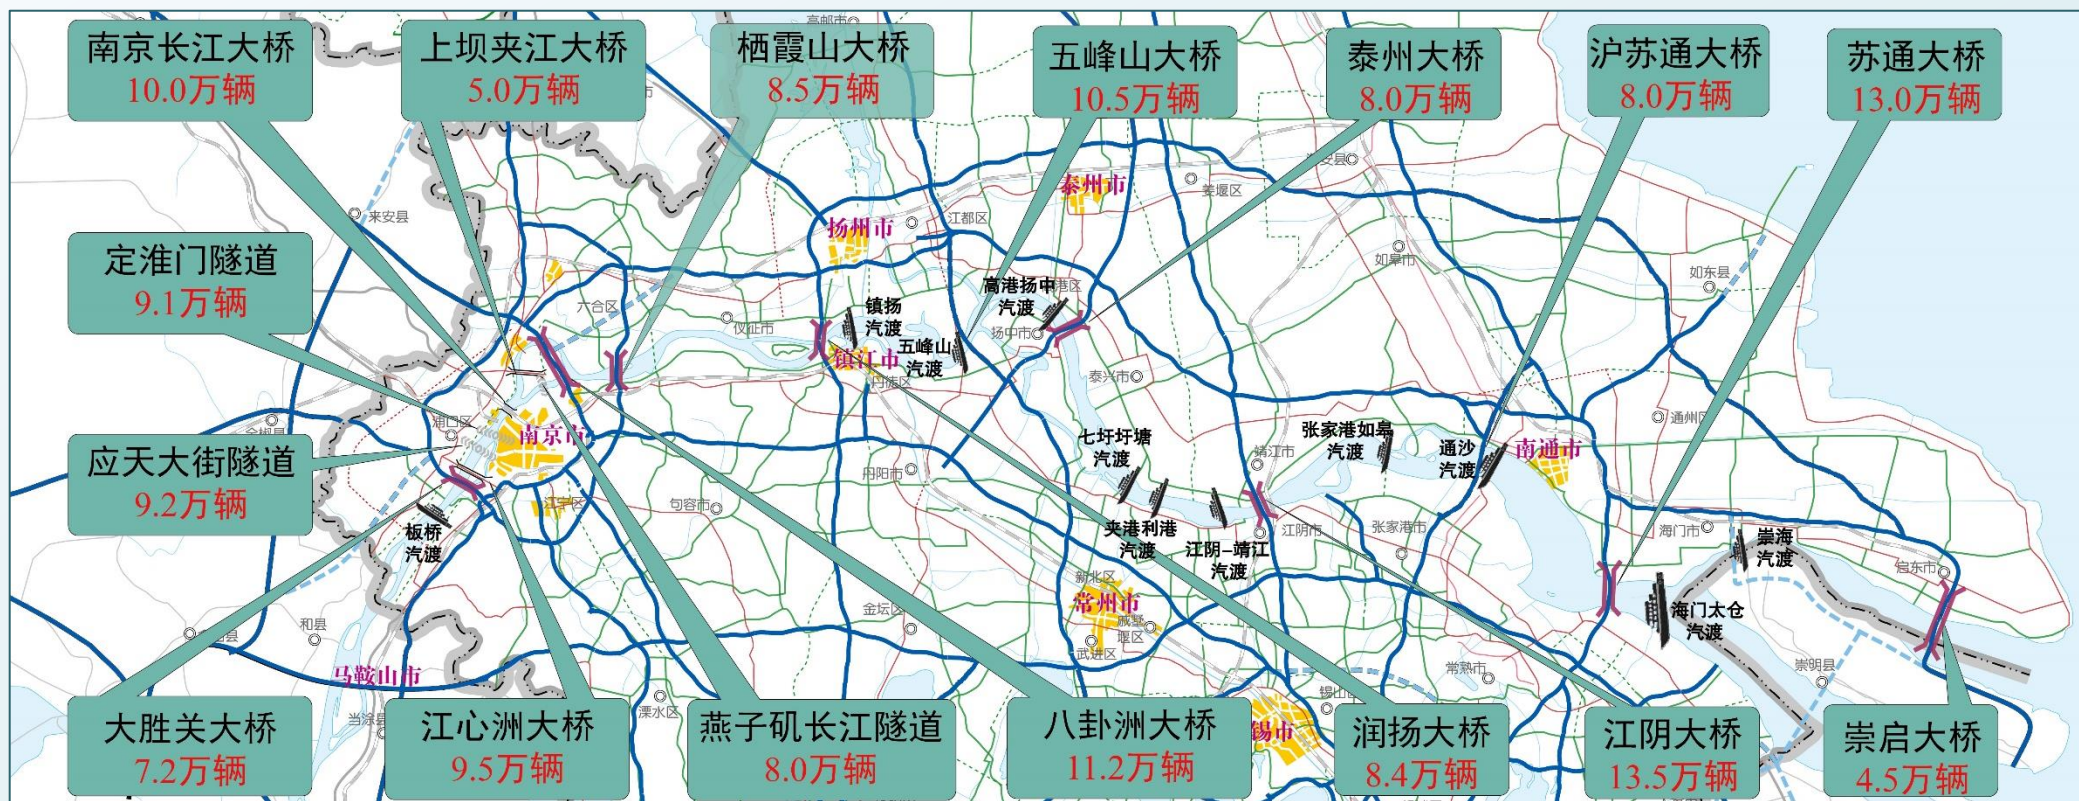 南京长江大桥
10.0万辆
上坝夹江大桥
5.0万辆
栖霞山大桥
8.5万辆
五峰山大桥
10.5万辆
泰州大桥
8.0万辆
沪苏通大桥
8.0万辆
苏通大桥
13.0万辆
定淮门隧道
9.1万辆
应天大街隧道
9.2万辆
高邮市
来安县
扬州市
江都区
泰州市
姜堰区
如皋市
如东县
六合区
仪征市
镇扬
汽渡
五峰山
汽渡
高港扬中
汽渡
港区
扬中市
镇江市
丹徒区
泰兴市
浦口区
南京市
江宁区
句容市
丹阳市
板桥
汽渡
七圩圩塘
汽渡
夹港利港
汽渡
江阴-靖江
汽渡
靖江市
江阴市
张家港如皋
汽渡
张家港市
通沙
汽渡
南通市
通州区
海门市
崇海
汽渡
启东市
海门太仓
汽渡
崇明县
新北区
常州市
戚墅
堰区
武进区
金坛区
常熟市
锡山区
锡市
和县
马鞍山市
当涂县
溧水区
大胜关大桥
7.2万辆
江心洲大桥
9.5万辆
燕子矶长江隧道
8.0万辆
八卦洲大桥
11.2万辆
润扬大桥
8.4万辆
江阴大桥
13.5万辆
崇启大桥
4.5万辆